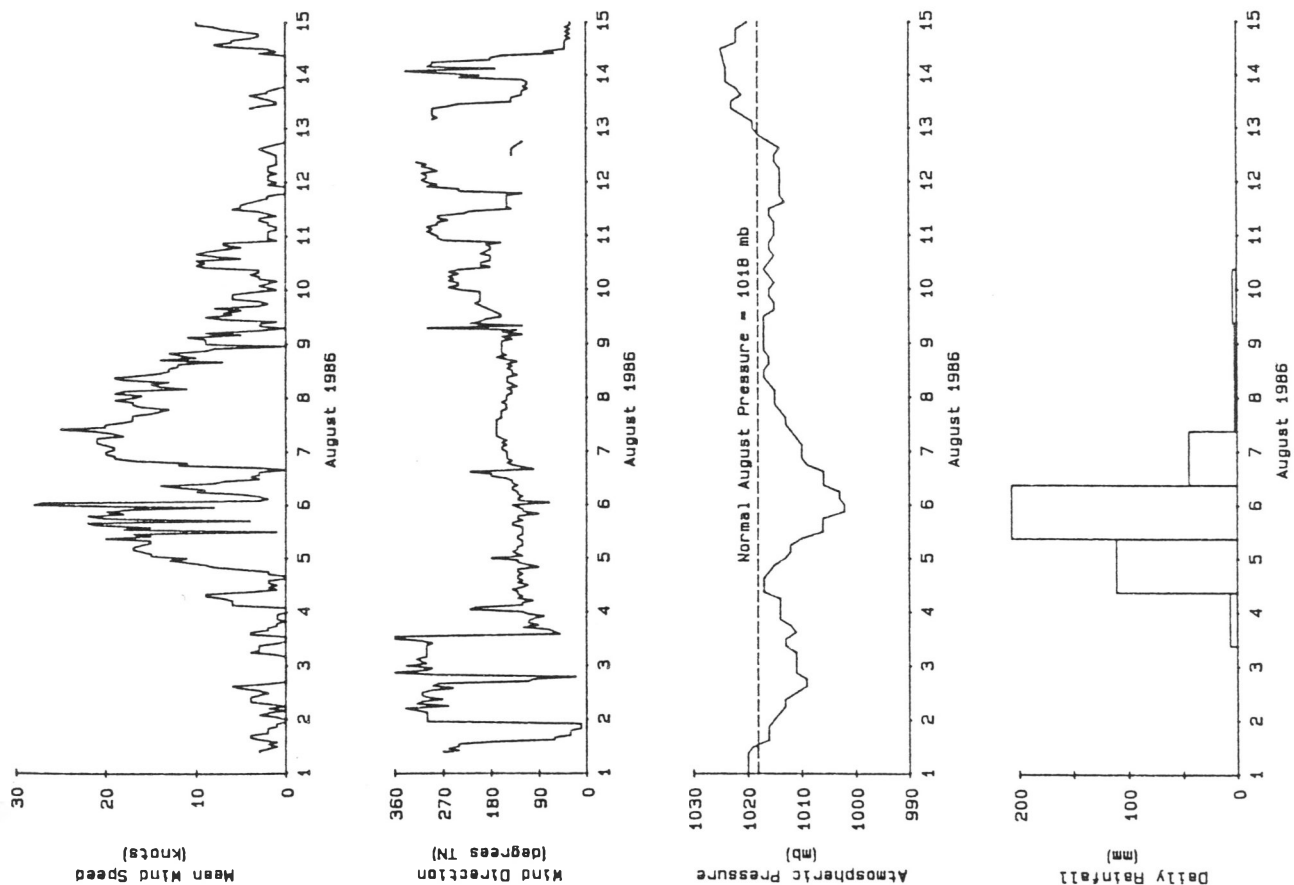 Mean Wind Speed
(knots)
30
20
10
0
1 2 3 4 5 6 7 8 9 10 11 12 13 14 15
August 1986
Wind Direction
(degrees TN)
360
270
180
90
0
1 2 3 4 5 6 7 8 9 10 11 12 13 14 15
August 1986
Atmospheric Pressure
(mb)
1030
1020
1010
1000
990
Normal August Pressure = 1018 mb
1 2 3 4 5 6 7 8 9 10 11 12 13 14 15
August 1986
Daily Rainfall
(mm)
200
100
0
1 2 3 4 5 6 7 8 9 10 11 12 13 14 15
August 1986